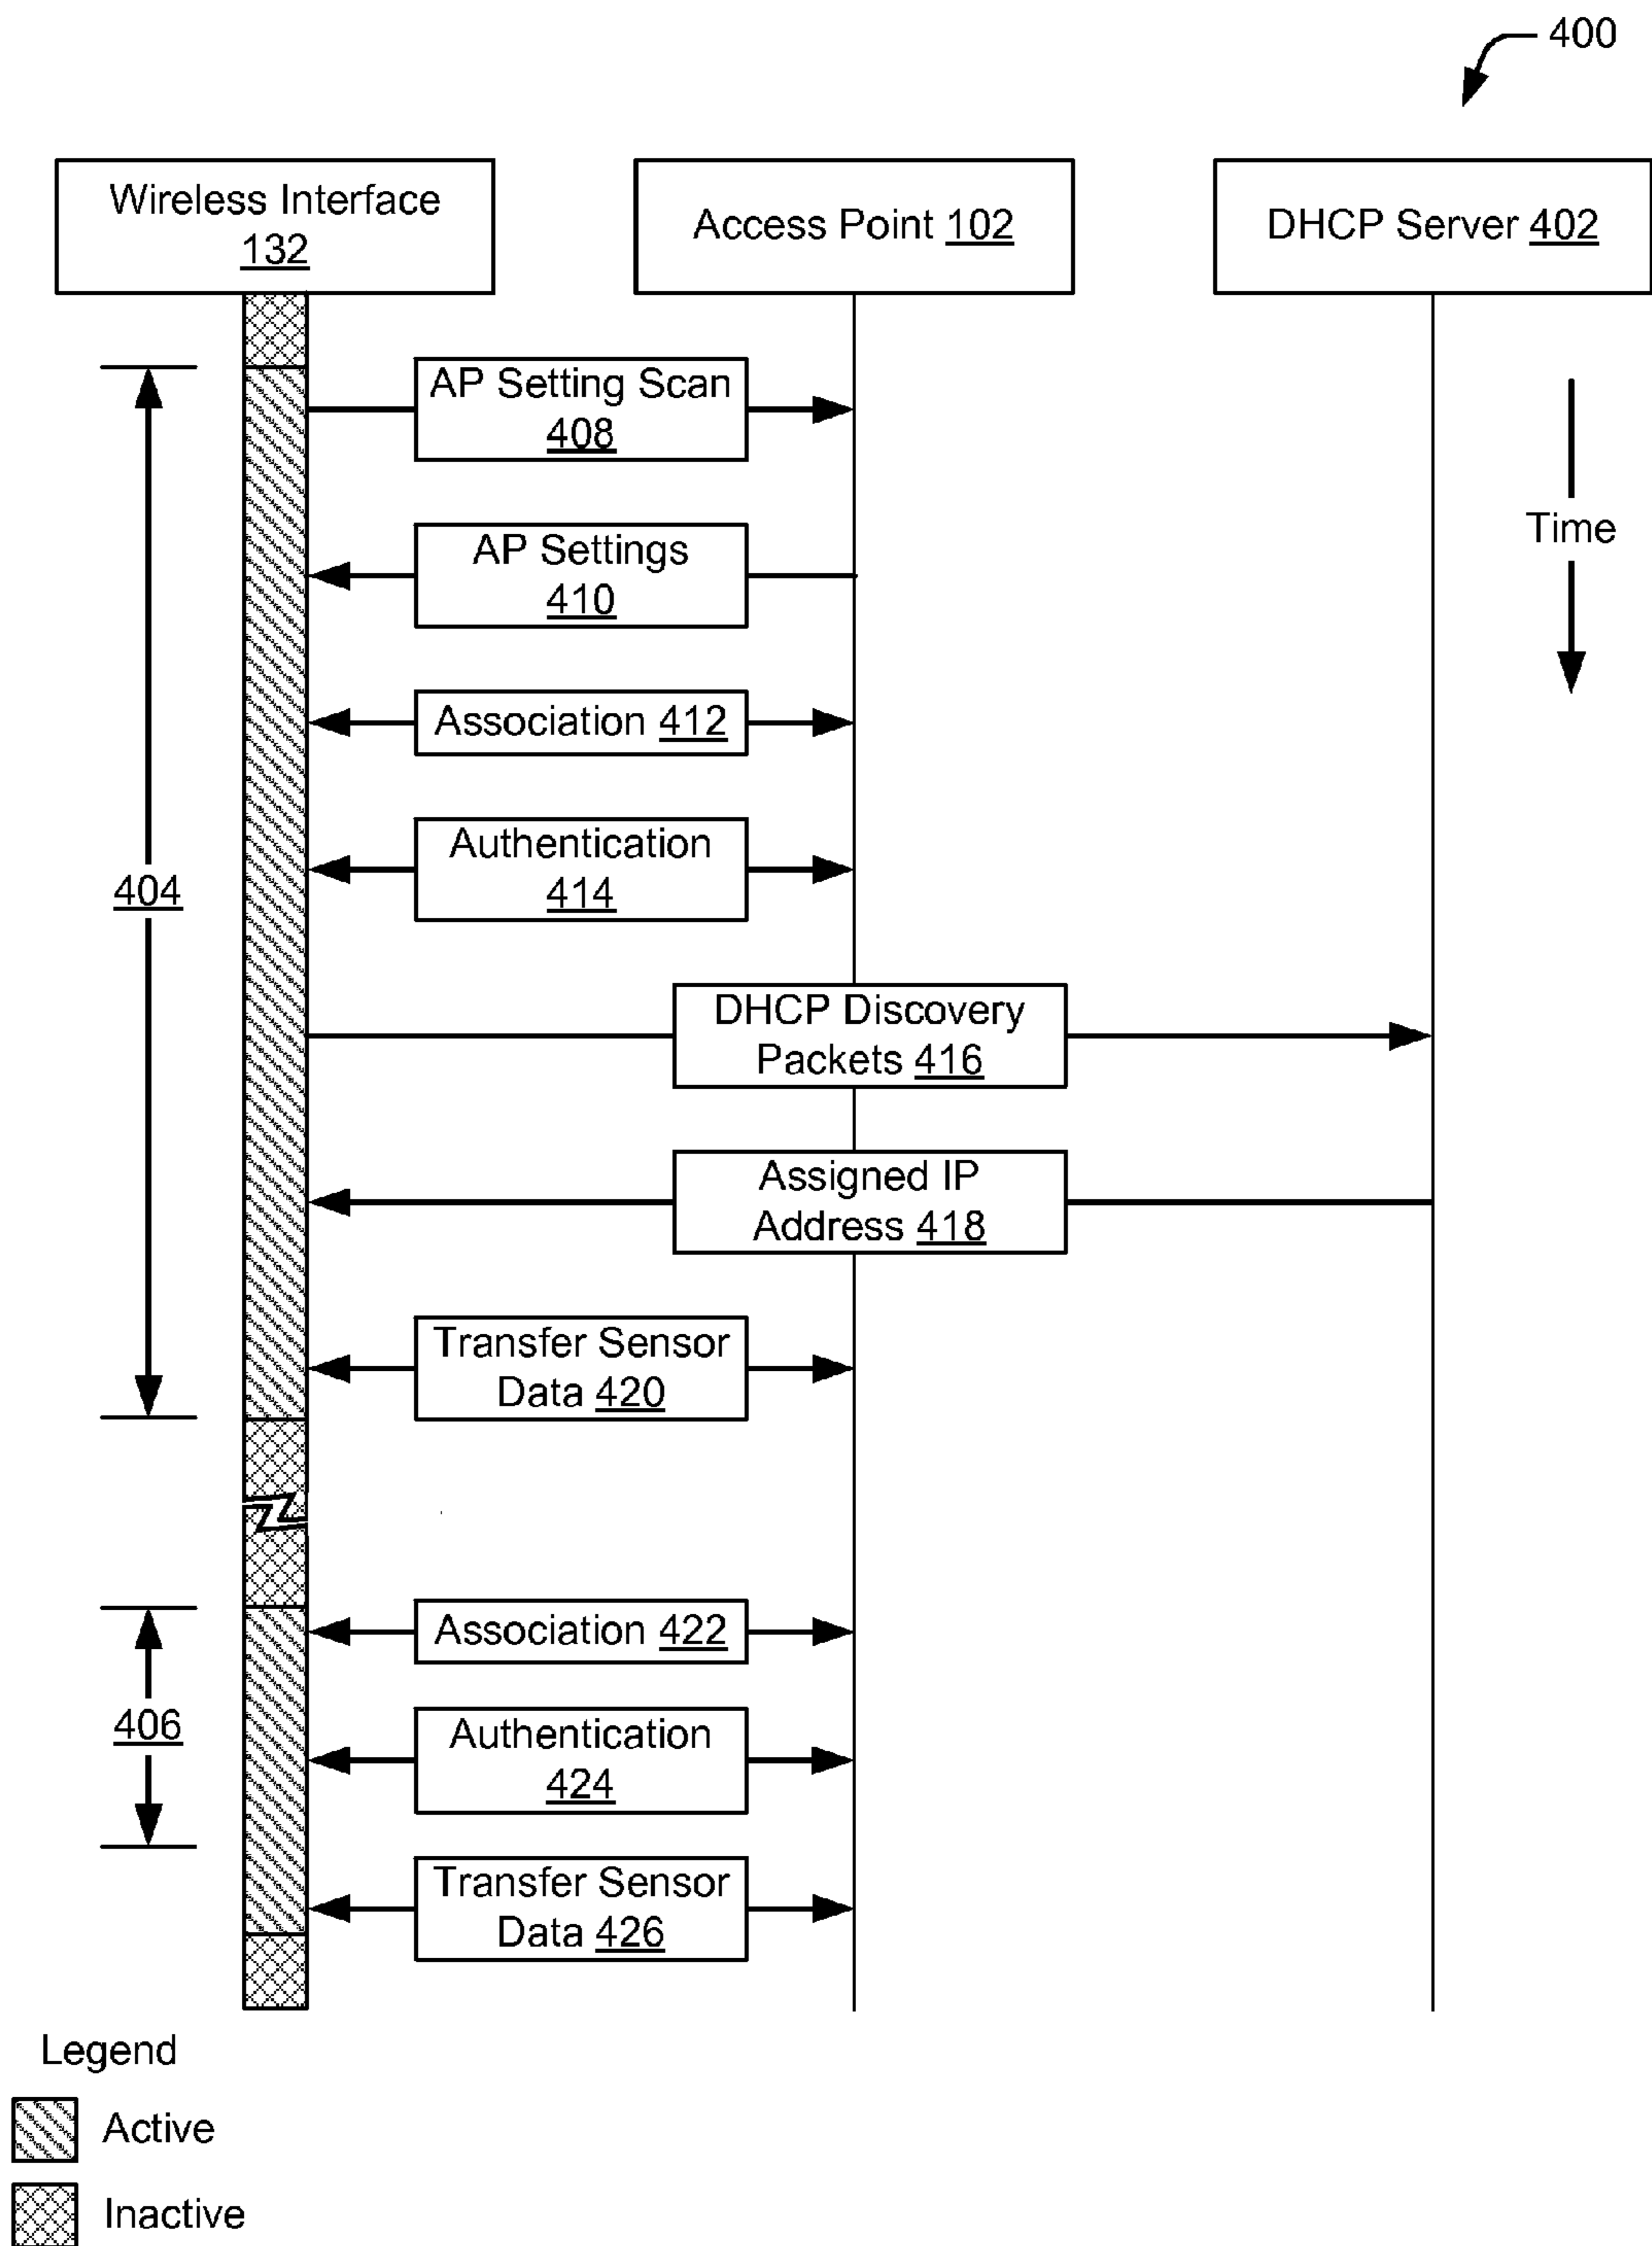 400
Wireless Interface
132
Access Point 102
DHCP Server 402
AP Setting Scan
408
Time
AP Settings
410
Association 412
Authentication
414
404
DHCP Discovery
Packets 416
Assigned IP
Address 418
Transfer Sensor
Data 420
Association 422
406
Authentication
424
Transfer Sensor
Data 426
Legend
Active
Inactive